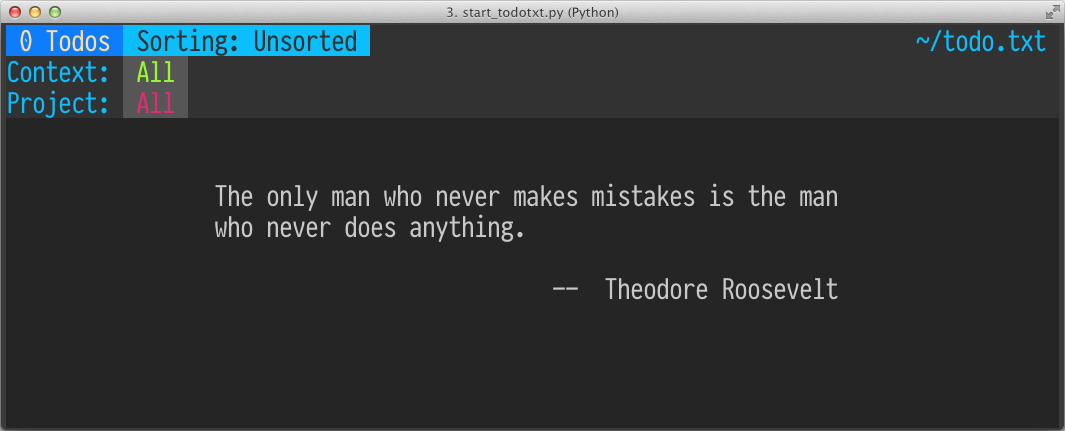 3. start_todotxt.py (Python)
0 Todos Sorting: Unsorted ~/todo.txt
Context: All
Project: All
The only man who never makes mistakes is the man
who never does anything.
-- Theodore Roosevelt